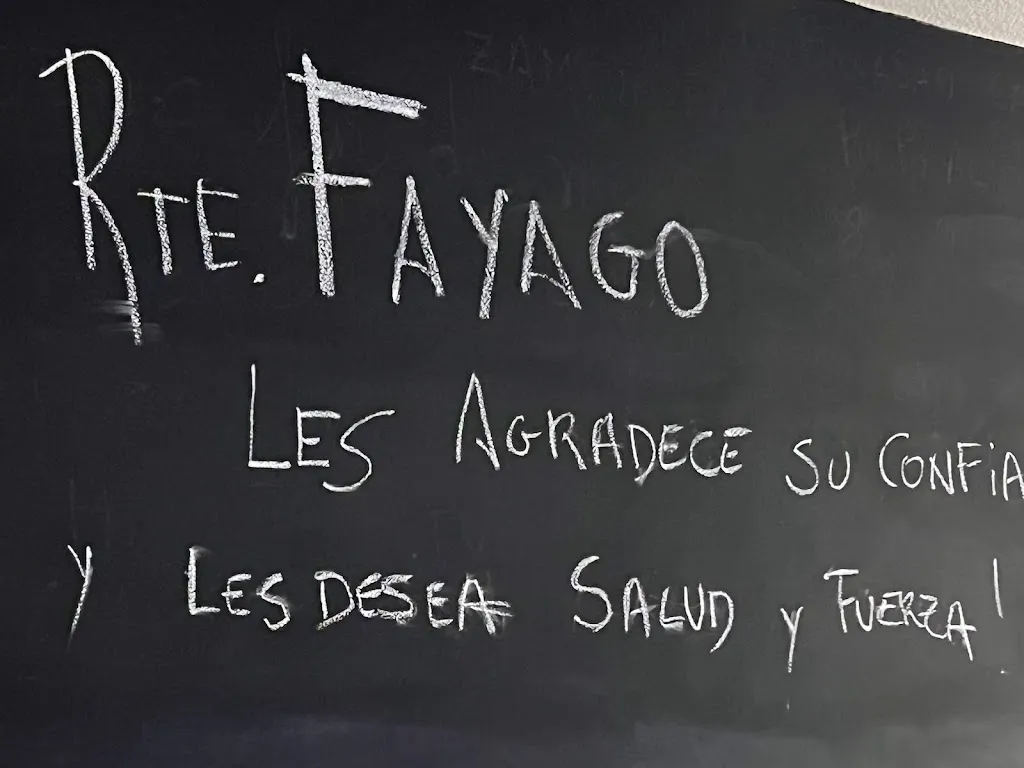 RTE. FAYAGO
LES AGRADECE SU CONFIA
Y LES DESEA SALUD Y FUERZA!